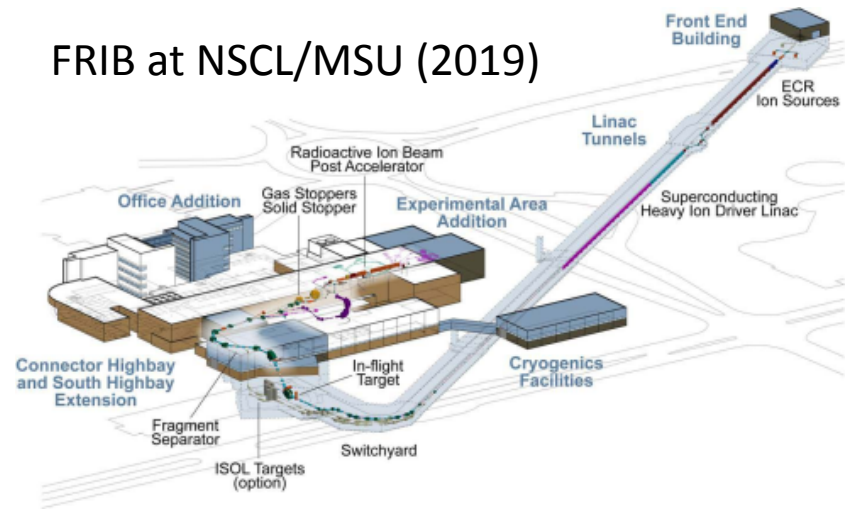 FRIB at NSCL/MSU (2019)
Front End
Building
ECR
Ion Sources
Linac
Tunnels
Radioactive Ion Beam
Post Accelerator
Office Addition
Gas Stoppers
Solid Stopper
Experimental Area
Addition
Superconducting
Heavy Ion Driver Linac
Connector Highbay
and South Highbay
Extension
In-flight
Target
Cryogenics
Facilities
Fragment
Separator
Switchyard
ISOL Targets
(option)